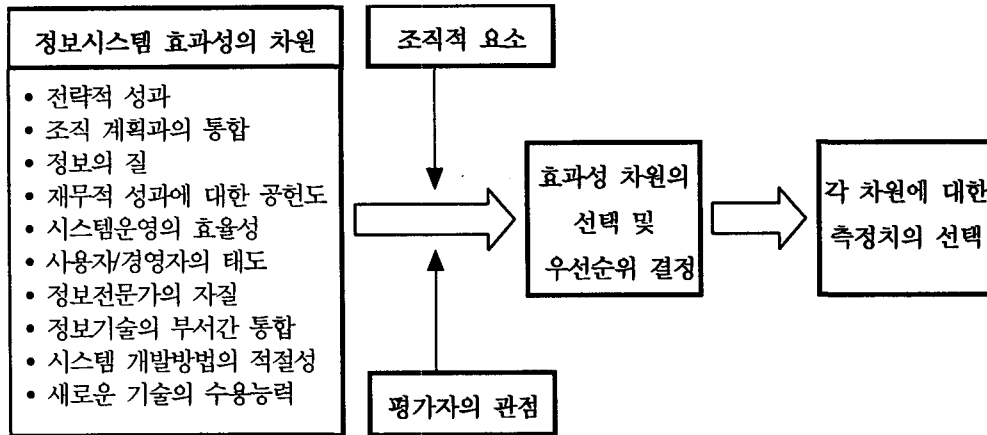 정보시스템 효과성의 차원
• 전략적 성과
• 조직 계획과의 통합
• 정보의 질
• 재무적 성과에 대한 공헌도
• 시스템운영의 효율성
• 사용자/경영자의 태도
• 정보전문가의 자질
• 정보기술의 부서간 통합
• 시스템 개발방법의 적절성
• 새로운 기술의 수용능력
조직적 요소
평가자의 관점
효과성 차원의
선택 및
우선순위 결정
각 차원에 대한
측정치의 선택